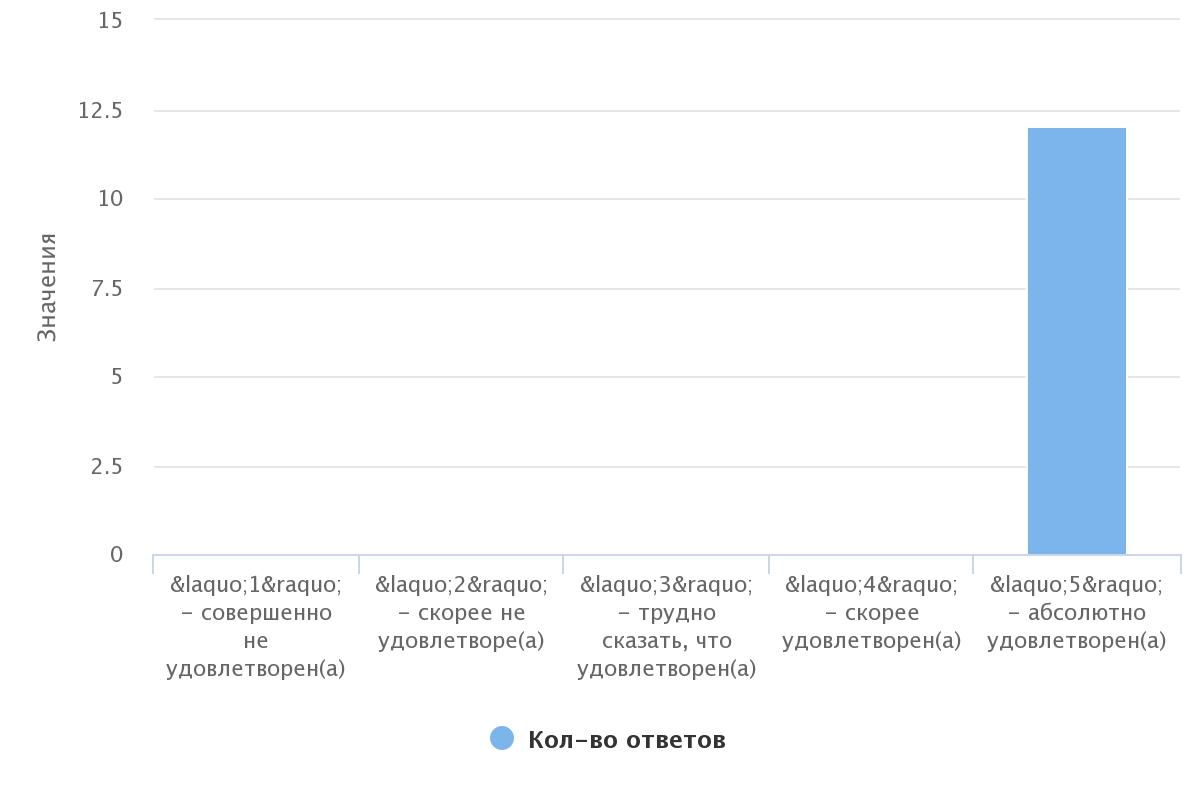 15
12.5
10
7.5
5
2.5
0
Значения
&laquo;1&raquo;
– совершенно
не
удовлетворен(а)
&laquo;2&raquo;
– скорее не
удовлетворе(а)
&laquo;3&raquo;
– трудно
сказать, что
удовлетворен(а)
&laquo;4&raquo;
– скорее
удовлетворен(а)
&laquo;5&raquo;
– абсолютно
удовлетворен(а)
Кол–во ответов